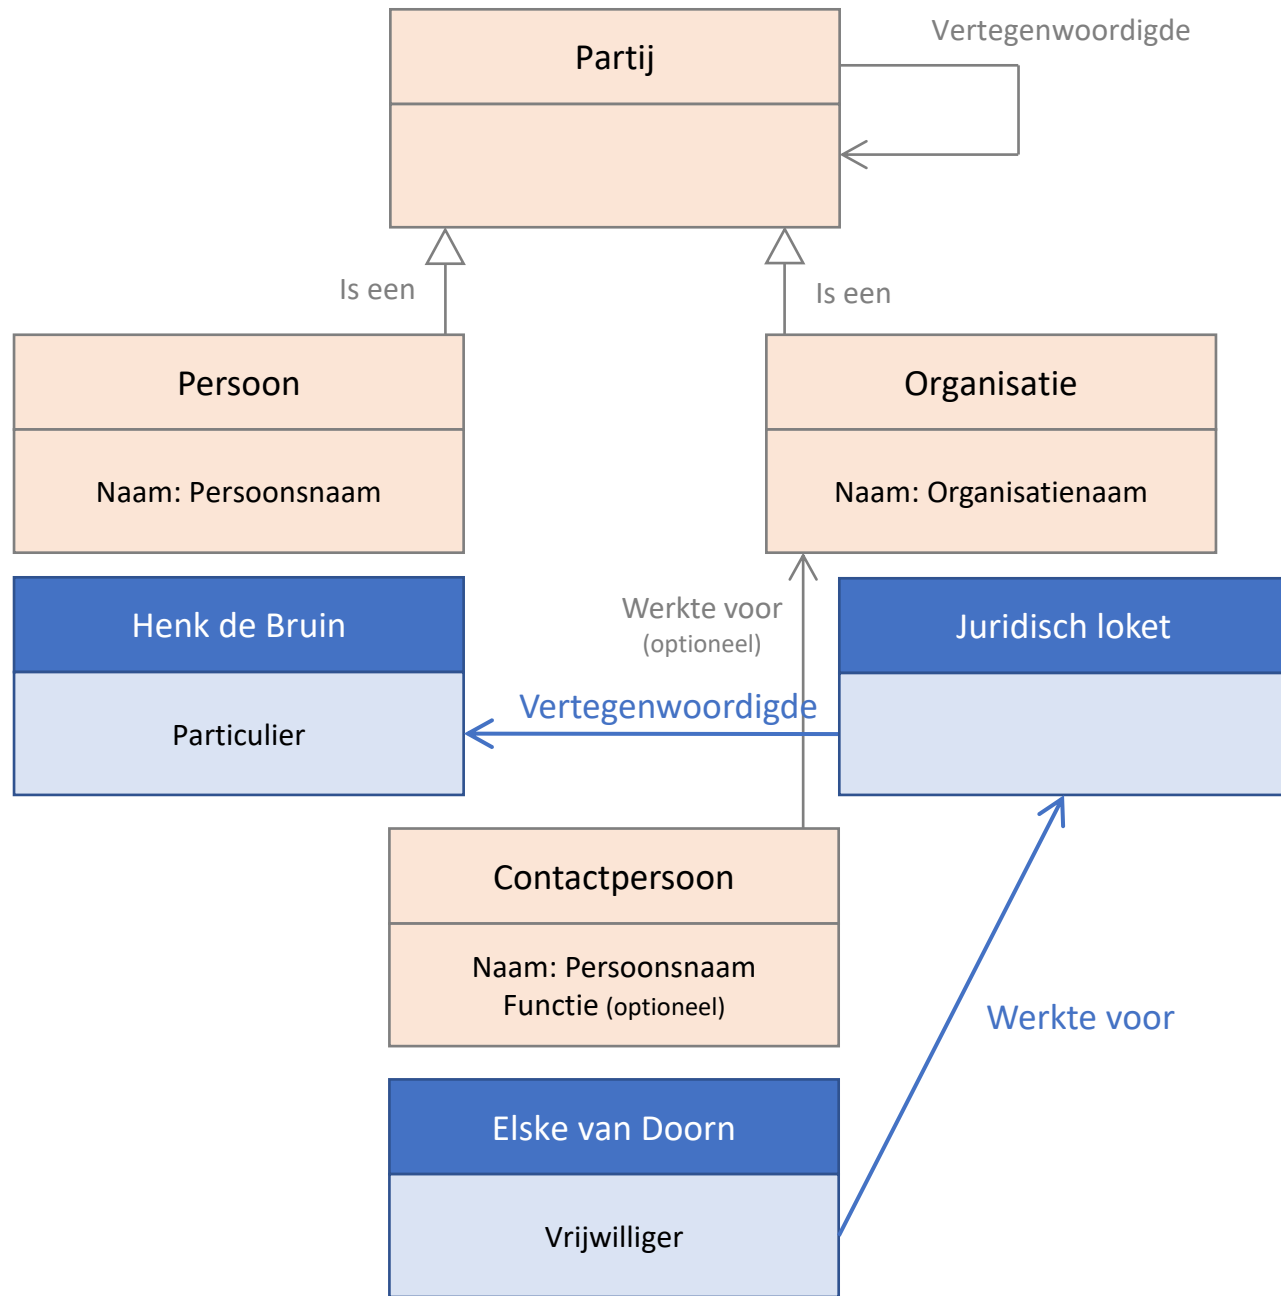 Vertegenwoordigde
Partij
Is een
Is een
Persoon
Organisatie
Naam: Persoonsnaam
Naam: Organisatienaam
Henk de Bruin
Werkte voor
(optioneel)
Juridisch loket
Vertegenwoordigde
Particulier
Contactpersoon
Naam: Persoonsnaam
Functie (optioneel)
Werkte voor
Elske van Doorn
Vrijwilliger